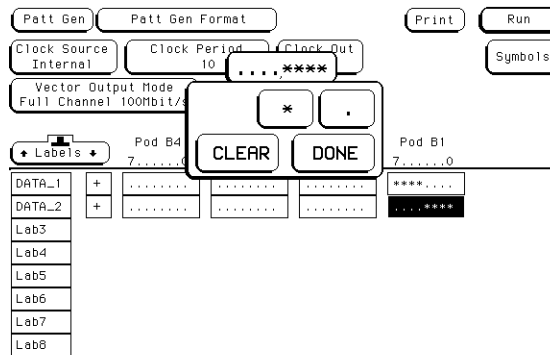 Patt Gen Patt Gen Format Print Run
Clock Source Clock Period Clock Out Symbols
Internal 10
....****
Vector Output Mode
Full Channel 100Mbit/s
* .
CLEAR DONE
Labels Pod B4 Pod B1
7......0 7......0
DATA_1 + ........ ........ ........ ****....
DATA_2 + ........ ........ ........ ....****
Lab3
Lab4
Lab5
Lab6
Lab7
Lab8